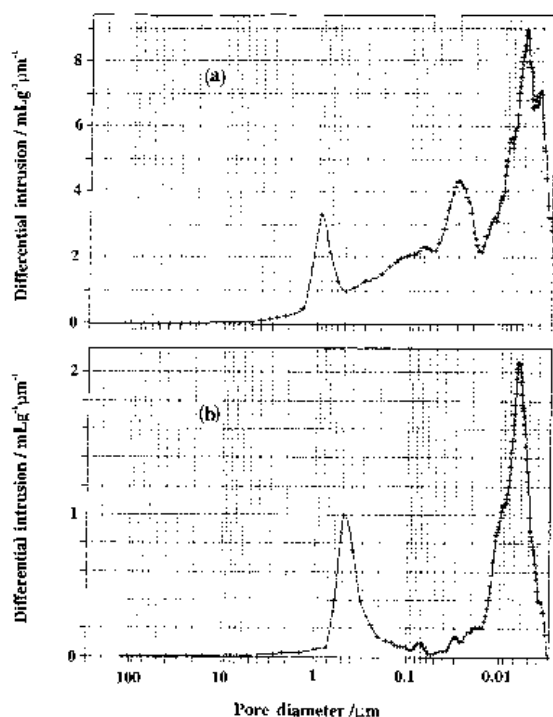 (a)
Differential intrusion / mLg⁻¹μm⁻¹
8
6
4
2
0
(b)
Differential intrusion / mLg⁻¹μm⁻¹
2
1
0
100 10 1 0.1 0.01
Pore diameter /μm